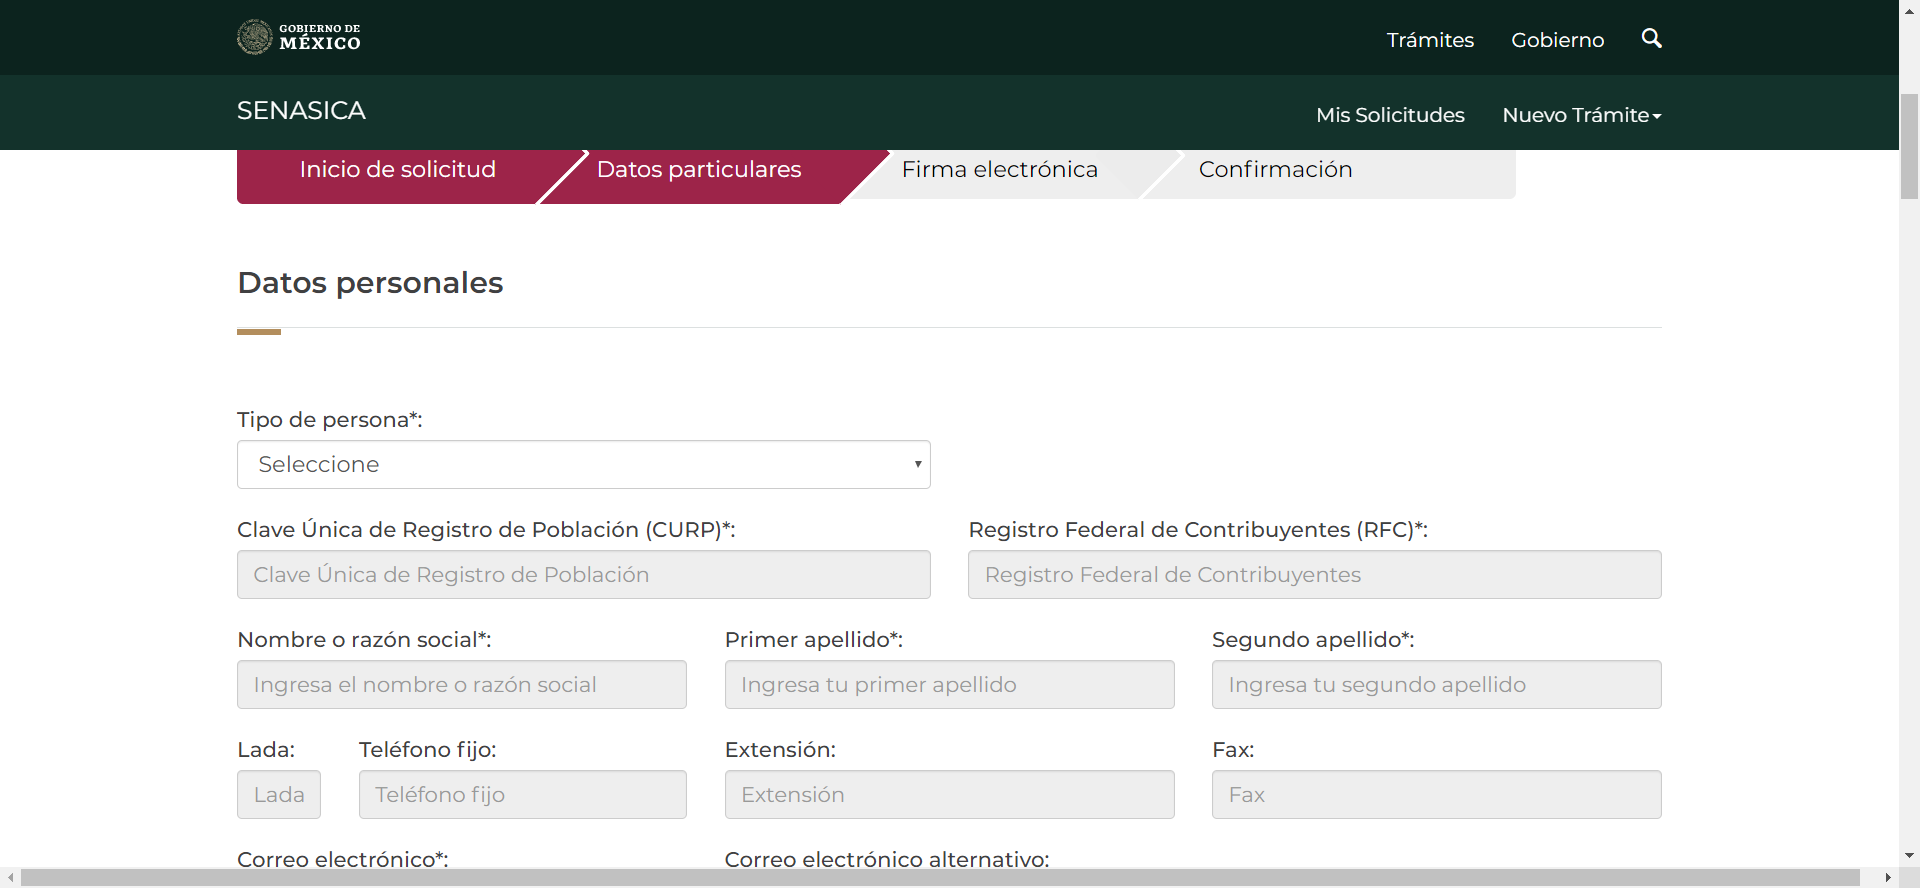 GOBIERNO DE
MÉXICO
Trámites
Gobierno
SENASICA
Mis Solicitudes
Nuevo Trámite
Inicio de solicitud
Datos particulares
Firma electrónica
Confirmación
Datos personales
Tipo de persona*:
Seleccione
Clave Única de Registro de Población (CURP)*:
Registro Federal de Contribuyentes (RFC)*:
Clave Única de Registro de Población
Registro Federal de Contribuyentes
Nombre o razón social*:
Primer apellido*:
Segundo apellido*:
Ingresa el nombre o razón social
Ingresa tu primer apellido
Ingresa tu segundo apellido
Lada:
Teléfono fijo:
Extensión:
Fax:
Lada
Teléfono fijo
Extensión
Fax
Correo electrónico*:
Correo electrónico alternativo: